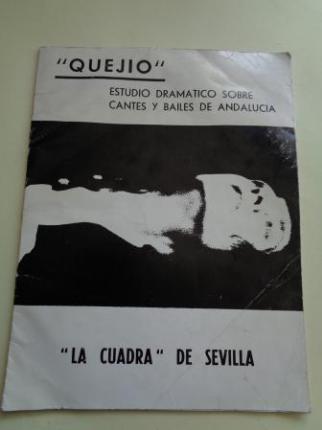 "QUEJIO"
ESTUDIO DRAMATICO SOBRE
CANTES Y BAILES DE ANDALUCIA
"LA CUADRA" DE SEVILLA